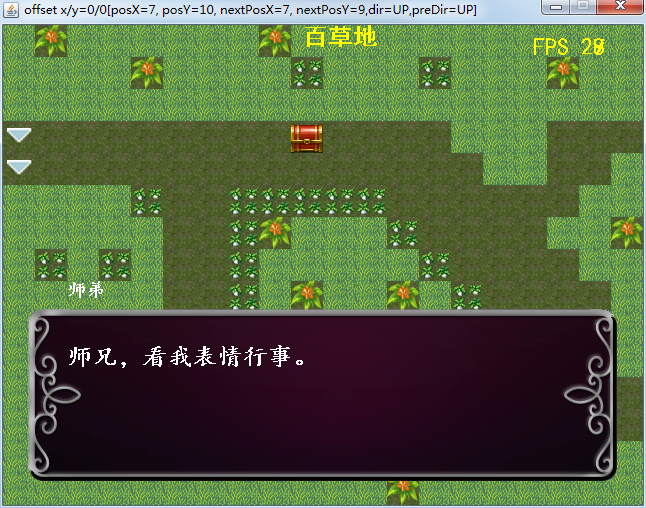 offset x/y=0/0[posX=7, posY=10, nextPosX=7, nextPosY=9,dir=UP,preDir=UP]
百草地
FPS 28
师弟
师兄，看我表情行事。